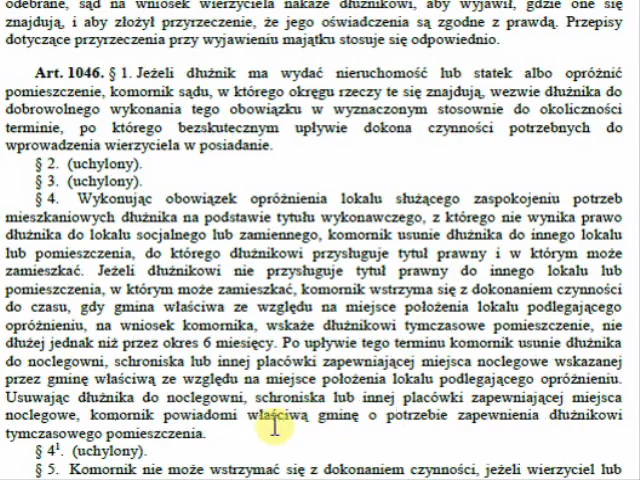 odebrane, sąd na wniosek wierzyciela nakaże dłużnikowi, aby wyjawił, gdzie one się
znajdują, i aby złożył przyrzeczenie, że jego oświadczenia są zgodne z prawdą. Przepisy
dotyczące przyrzeczenia przy wyjawieniu majątku stosuje się odpowiednio.
Art. 1046. § 1. Jeżeli dłużnik ma wydać nieruchomość lub statek albo opróżnić
pomieszczenie, komornik sądu, w którego okręgu rzeczy te się znajdują, wezwie dłużnika do
dobrowolnego wykonania tego obowiązku w wyznaczonym stosownie do okoliczności
terminie, po którego bezskutecznym upływie dokona czynności potrzebnych do
wprowadzenia wierzyciela w posiadanie.
§ 2. (uchylony).
§ 3. (uchylony).
§ 4. Wykonując obowiązek opróżnienia lokalu służącego zaspokojeniu potrzeb
mieszkaniowych dłużnika na podstawie tytułu wykonawczego, z którego nie wynika prawo
dłużnika do lokalu socjalnego lub zamiennego, komornik usunie dłużnika do innego lokalu
lub pomieszczenia, do którego dłużnikowi przysługuje tytuł prawny i w którym może
zamieszkać. Jeżeli dłużnikowi nie przysługuje tytuł prawny do innego lokalu lub
pomieszczenia, w którym może zamieszkać, komornik wstrzyma się z dokonaniem czynności
do czasu, gdy gmina właściwa ze względu na miejsce położenia lokalu podlegającego
opróżnieniu, na wniosek komornika, wskaże dłużnikowi tymczasowe pomieszczenie, nie
dłużej jednak niż przez okres 6 miesięcy. Po upływie tego terminu komornik usunie dłużnika
do noclegowni, schroniska lub innej placówki zapewniającej miejsca noclegowe wskazanej
przez gminę właściwą ze względu na miejsce położenia lokalu podlegającego opróżnieniu.
Usuwając dłużnika do noclegowni, schroniska lub innej placówki zapewniającej miejsca
noclegowe, komornik powiadomi właściwą gminę o potrzebie zapewnienia dłużnikowi
tymczasowego pomieszczenia.
§ 4¹. (uchylony).
§ 5. Komornik nie może wstrzymać się z dokonaniem czynności, jeżeli wierzyciel lub